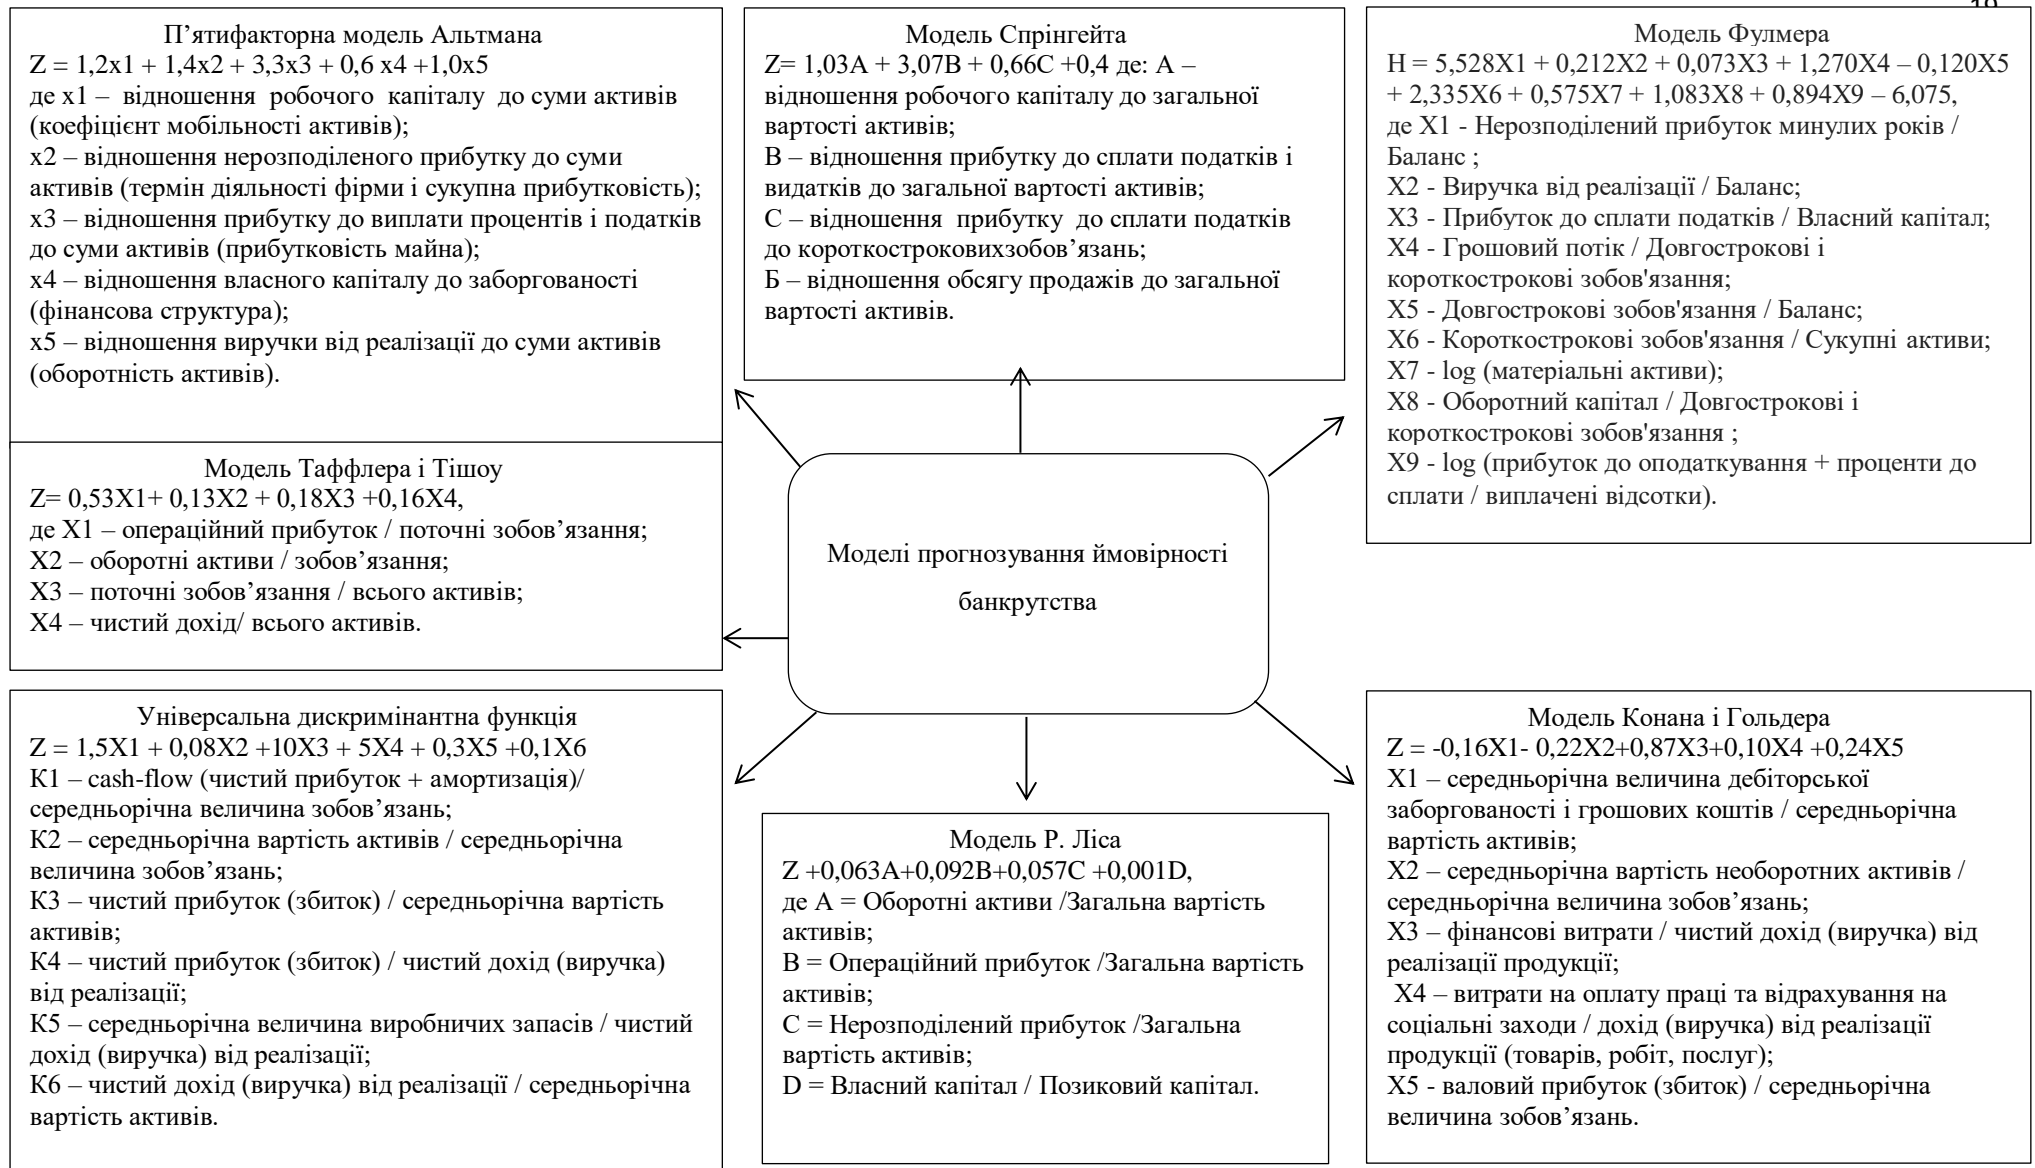 П’ятифакторна модель Альтмана
Z = 1,2x1 + 1,4x2 + 3,3x3 + 0,6 x4 +1,0x5
де x1 – відношення робочого капіталу до суми активів
(коефіцієнт мобільності активів);
x2 – відношення нерозподіленого прибутку до суми
активів (термін діяльності фірми і сукупна прибутковість);
x3 – відношення прибутку до виплати процентів і податків
до суми активів (прибутковість майна);
x4 – відношення власного капіталу до заборгованості
(фінансова структура);
x5 – відношення виручки від реалізації до суми активів
(оборотність активів).
Модель Спрінгейта
Z= 1,03А + 3,07В + 0,66С +0,4 де: А –
відношення робочого капіталу до загальної
вартості активів;
В – відношення прибутку до сплати податків і
видатків до загальної вартості активів;
С – відношення прибутку до сплати податків
до короткостроковихзобов’язань;
Б – відношення обсягу продажів до загальної
вартості активів.
Модель Фулмера
Н = 5,528X1 + 0,212X2 + 0,073X3 + 1,270X4 – 0,120X5
+ 2,335X6 + 0,575X7 + 1,083X8 + 0,894X9 – 6,075,
де X1 - Нерозподілений прибуток минулих років /
Баланс ;
X2 - Виручка від реалізації / Баланс;
X3 - Прибуток до сплати податків / Власний капітал;
X4 - Грошовий потік / Довгострокові і
короткострокові зобов'язання;
X5 - Довгострокові зобов'язання / Баланс;
X6 - Короткострокові зобов'язання / Сукупні активи;
X7 - log (матеріальні активи);
X8 - Оборотний капітал / Довгострокові і
короткострокові зобов'язання ;
X9 - log (прибуток до оподаткування + проценти до
сплати / виплачені відсотки).
Модель Таффлера і Тішоу
Z= 0,53X1+ 0,13X2 + 0,18X3 +0,16X4,
де X1 – операційний прибуток / поточні зобов’язання;
X2 – оборотні активи / зобов’язання;
X3 – поточні зобов’язання / всього активів;
X4 – чистий дохід/ всього активів.
Моделі прогнозування ймовірності
банкрутства
Універсальна дискримінантна функція
Z = 1,5X1 + 0,08X2 +10X3 + 5X4 + 0,3X5 +0,1X6
К1 – cash-flow (чистий прибуток + амортизація)/
середньорічна величина зобов’язань;
К2 – середньорічна вартість активів / середньорічна
величина зобов’язань;
К3 – чистий прибуток (збиток) / середньорічна вартість
активів;
К4 – чистий прибуток (збиток) / чистий дохід (виручка)
від реалізації;
К5 – середньорічна величина виробничих запасів / чистий
дохід (виручка) від реалізації;
К6 – чистий дохід (виручка) від реалізації / середньорічна
вартість активів.
Модель Р. Ліса
Z +0,063А+0,092В+0,057С +0,001D,
де А = Оборотні активи /Загальна вартість
активів;
В = Операційний прибуток /Загальна вартість
активів;
С = Нерозподілений прибуток /Загальна
вартість активів;
D = Власний капітал / Позиковий капітал.
Модель Конана і Гольдера
Z = -0,16X1- 0,22X2+0,87X3+0,10X4 +0,24X5
X1 – середньорічна величина дебіторської
заборгованості і грошових коштів / середньорічна
вартість активів;
X2 – середньорічна вартість необоротних активів /
середньорічна величина зобов’язань;
X3 – фінансові витрати / чистий дохід (виручка) від
реалізації продукції;
X4 – витрати на оплату праці та відрахування на
соціальні заходи / дохід (виручка) від реалізації
продукції (товарів, робіт, послуг);
X5 - валовий прибуток (збиток) / середньорічна
величина зобов’язань.